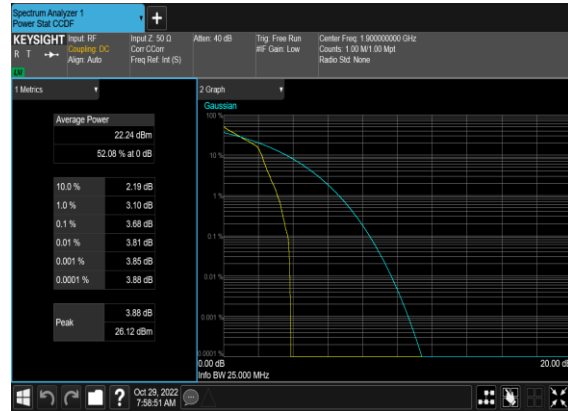 Spectrum Analyzer 1
Power Stat CCDF
+
KEYSIGHT
R T
LXI
Input: RF
Coupling: DC
Align: Auto
Input Z: 50 Ω
Corr CCorr
Freq Ref: Int (S)
Atten: 40 dB
Trig: Free Run
#IF Gain: Low
Center Freq: 1.900000000 GHz
Counts: 1.00 M/1.00 Mpt
Radio Std: None
1 Metrics
Average Power
22.24 dBm
52.08 % at 0 dB
10.0 % 2.19 dB
1.0 % 3.10 dB
0.1 % 3.68 dB
0.01 % 3.81 dB
0.001 % 3.85 dB
0.0001 % 3.88 dB
Peak
3.88 dB
26.12 dBm
2 Graph
Gaussian
100 %
10 %
1 %
0.1 %
0.01 %
0.001 %
0.0001 %
0.00 dB 20.00 dB
Info BW 25.000 MHz
? Oct 29, 2022
7:58:51 AM